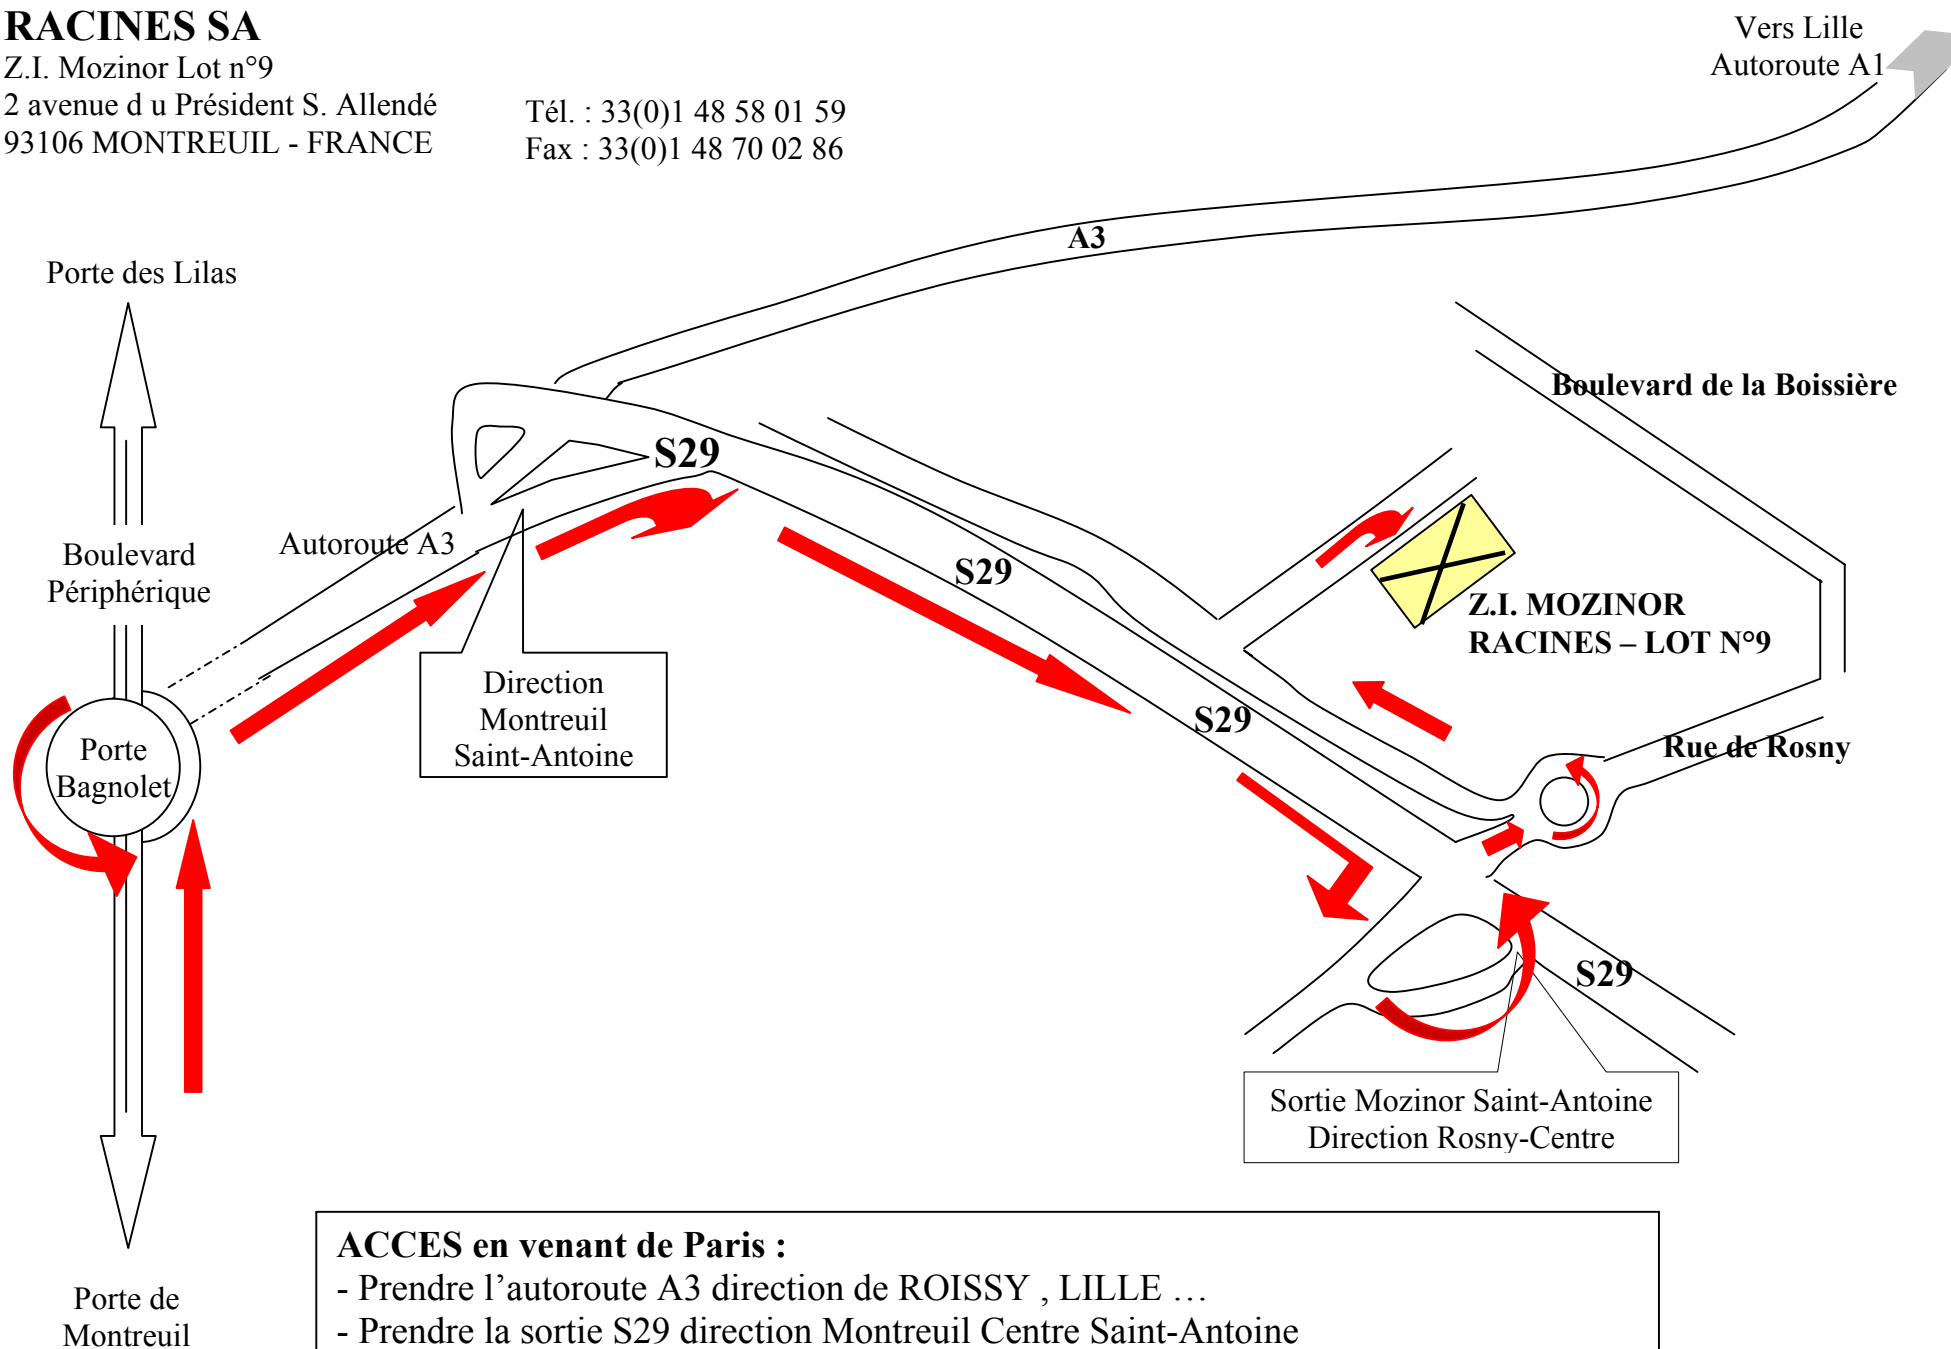 RACINES SA
Z.I. Mozinor Lot n°9
2 avenue d u Président S. Allendé
93106 MONTREUIL - FRANCE
Tél. : 33(0)1 48 58 01 59
Fax : 33(0)1 48 70 02 86
Vers Lille
Autoroute A1
A3
Porte des Lilas
Boulevard de la Boissière
S29
Autoroute A3
Boulevard
Périphérique
S29
Z.I. MOZINOR
RACINES – LOT N°9
Direction
Montreuil
Saint-Antoine
S29
Rue de Rosny
Porte
Bagnolet
S29
Sortie Mozinor Saint-Antoine
Direction Rosny-Centre
Porte de
Montreuil
ACCES en venant de Paris :
- Prendre l’autoroute A3 direction de ROISSY , LILLE …
- Prendre la sortie S29 direction Montreuil Centre Saint-Antoine